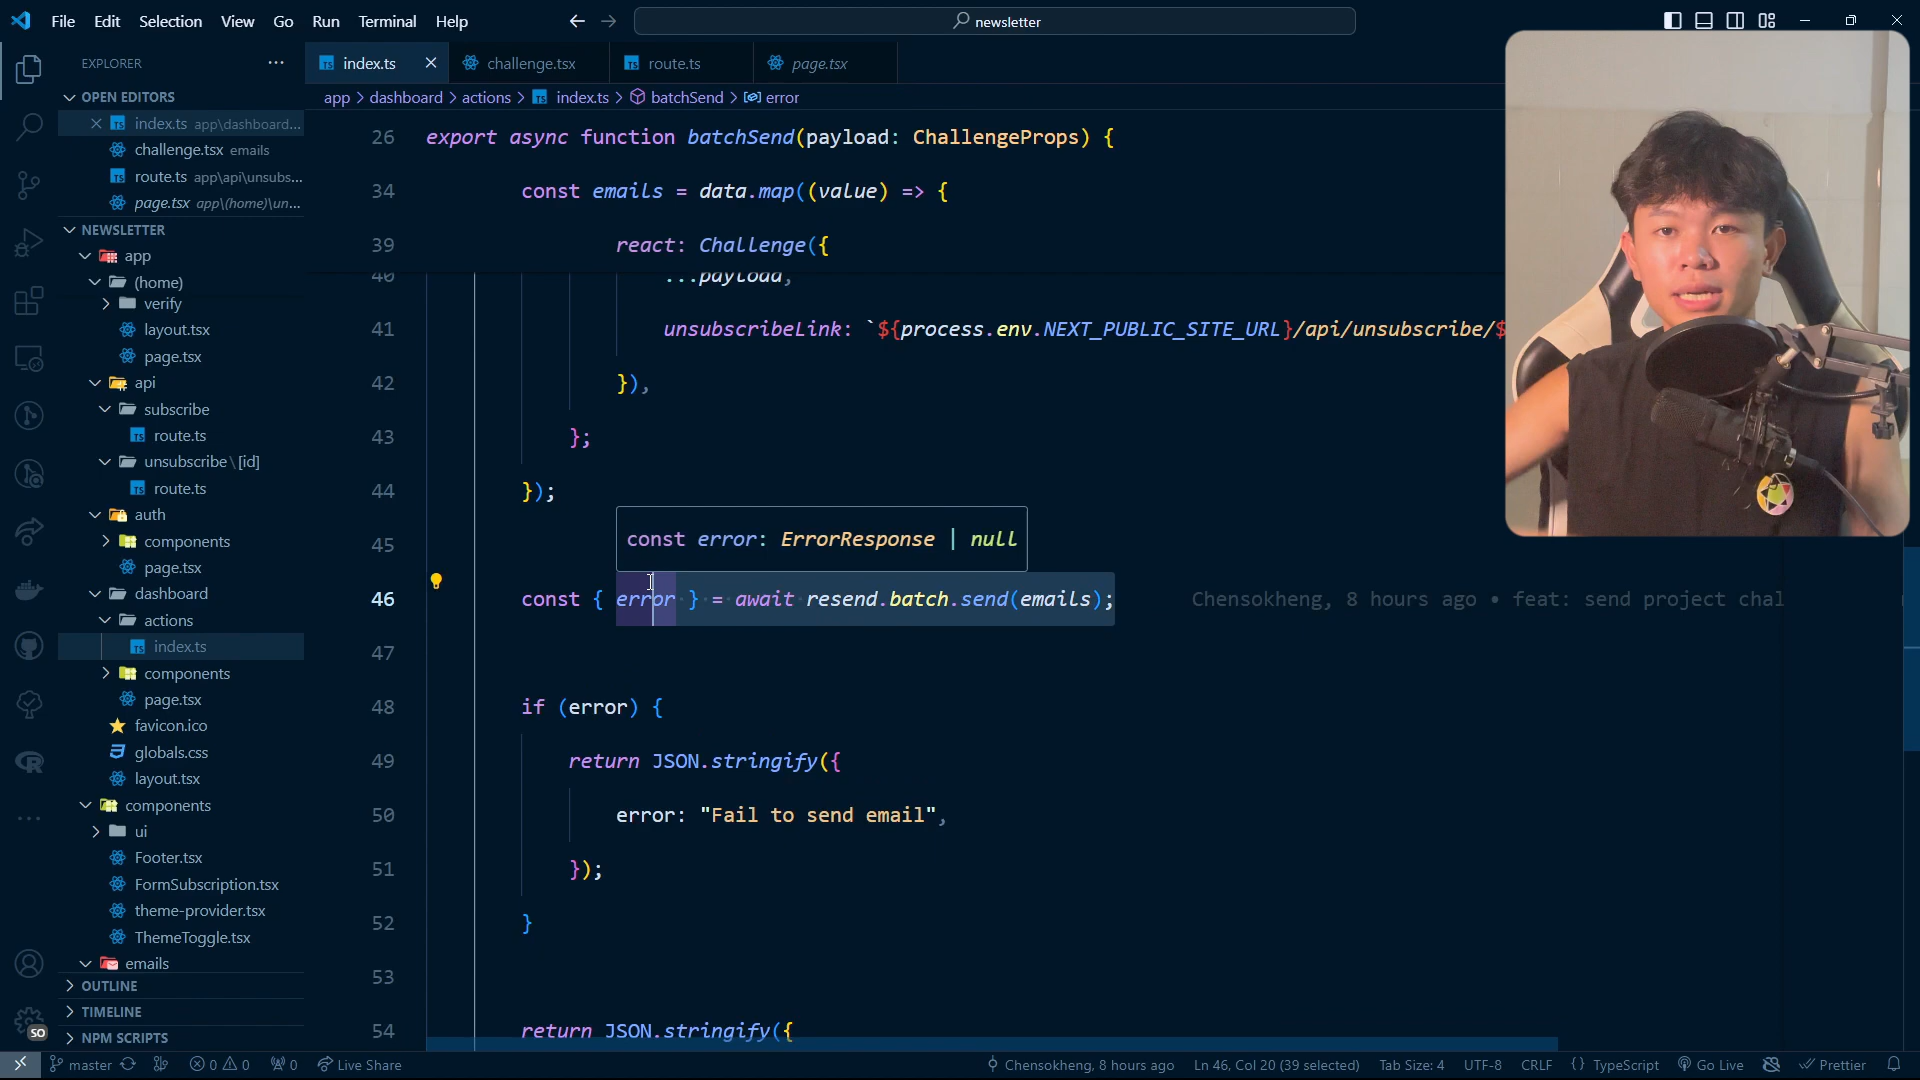 File Edit Selection View Go Run Terminal Help
newsletter
EXPLORER
index.ts
challenge.tsx
route.ts
page.tsx
OPEN EDITORS
app > dashboard > actions > index.ts > batchSend > error
index.ts app\dashboard...
challenge.tsx emails
route.ts app\api\unsubs...
page.tsx app\(home)\un...
NEWSLETTER
app
(home)
verify
layout.tsx
page.tsx
api
subscribe
route.ts
unsubscribe\[id]
route.ts
auth
components
page.tsx
dashboard
actions
index.ts
components
page.tsx
favicon.ico
globals.css
layout.tsx
components
ui
Footer.tsx
FormSubscription.tsx
theme-provider.tsx
ThemeToggle.tsx
emails
OUTLINE
TIMELINE
NPM SCRIPTS
26 export async function batchSend(payload: ChallengeProps) {
34 const emails = data.map((value) => {
39 react: Challenge({
40 ...payload,
41 unsubscribeLink: `${process.env.NEXT_PUBLIC_SITE_URL}/api/unsubscribe/$
42 }),
43 };
44 });
45
const error: ErrorResponse | null
46 const { error } = await resend.batch.send(emails); Chensokheng, 8 hours ago • feat: send project chal
47
48 if (error) {
49 return JSON.stringify({
50 error: "Fail to send email",
51 });
52 }
53
54 return JSON.stringify({
SO
master 0 0 0 Live Share Chensokheng, 8 hours ago Ln 46, Col 20 (39 selected) Tab Size: 4 UTF-8 CRLF {} TypeScript Go Live Prettier